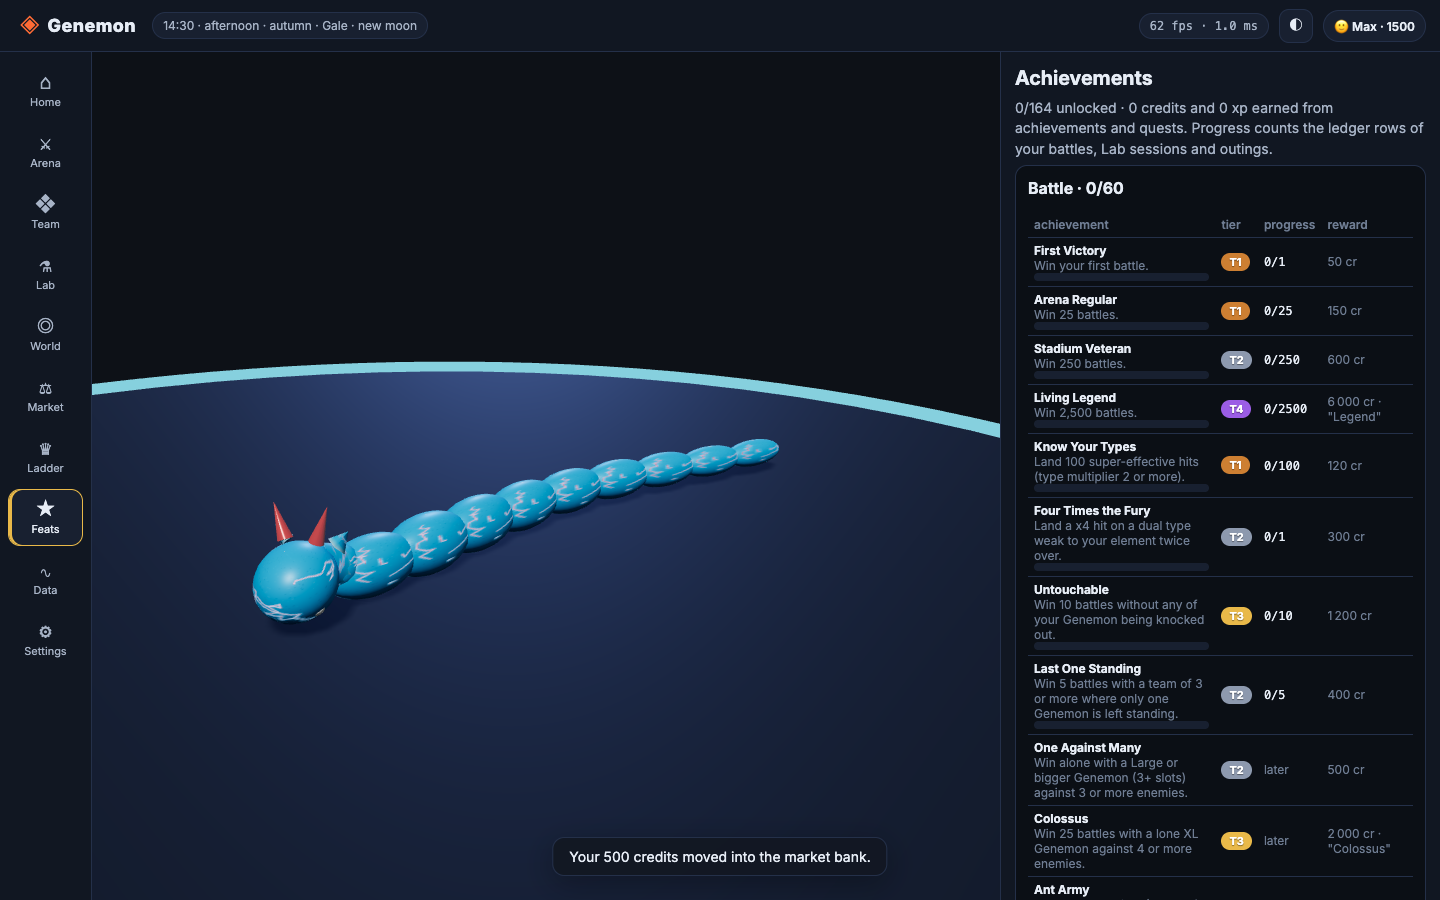 Genemon
14:30 · afternoon · autumn · Gale · new moon
62 fps · 1.0 ms
Max · 1500
Home
Arena
Team
Lab
World
Market
Ladder
Feats
Data
Settings
Your 500 credits moved into the market bank.
Achievements
0/164 unlocked · 0 credits and 0 xp earned from
achievements and quests. Progress counts the ledger rows of
your battles, Lab sessions and outings.
Battle · 0/60
achievement tier progress reward
First Victory
Win your first battle.
T1 0/1 50 cr
Arena Regular
Win 25 battles.
T1 0/25 150 cr
Stadium Veteran
Win 250 battles.
T2 0/250 600 cr
Living Legend
Win 2,500 battles.
T4 0/2500 6 000 cr ·
"Legend"
Know Your Types
Land 100 super-effective hits
(type multiplier 2 or more).
T1 0/100 120 cr
Four Times the Fury
Land a x4 hit on a dual type
weak to your element twice
over.
T2 0/1 300 cr
Untouchable
Win 10 battles without any of
your Genemon being knocked
out.
T3 0/10 1 200 cr
Last One Standing
Win 5 battles with a team of 3
or more where only one
Genemon is left standing.
T2 0/5 400 cr
One Against Many
Win alone with a Large or
bigger Genemon (3+ slots)
against 3 or more enemies.
T2 later 500 cr
Colossus
Win 25 battles with a lone XL
Genemon against 4 or more
enemies.
T3 later 2 000 cr ·
"Colossus"
Ant Army